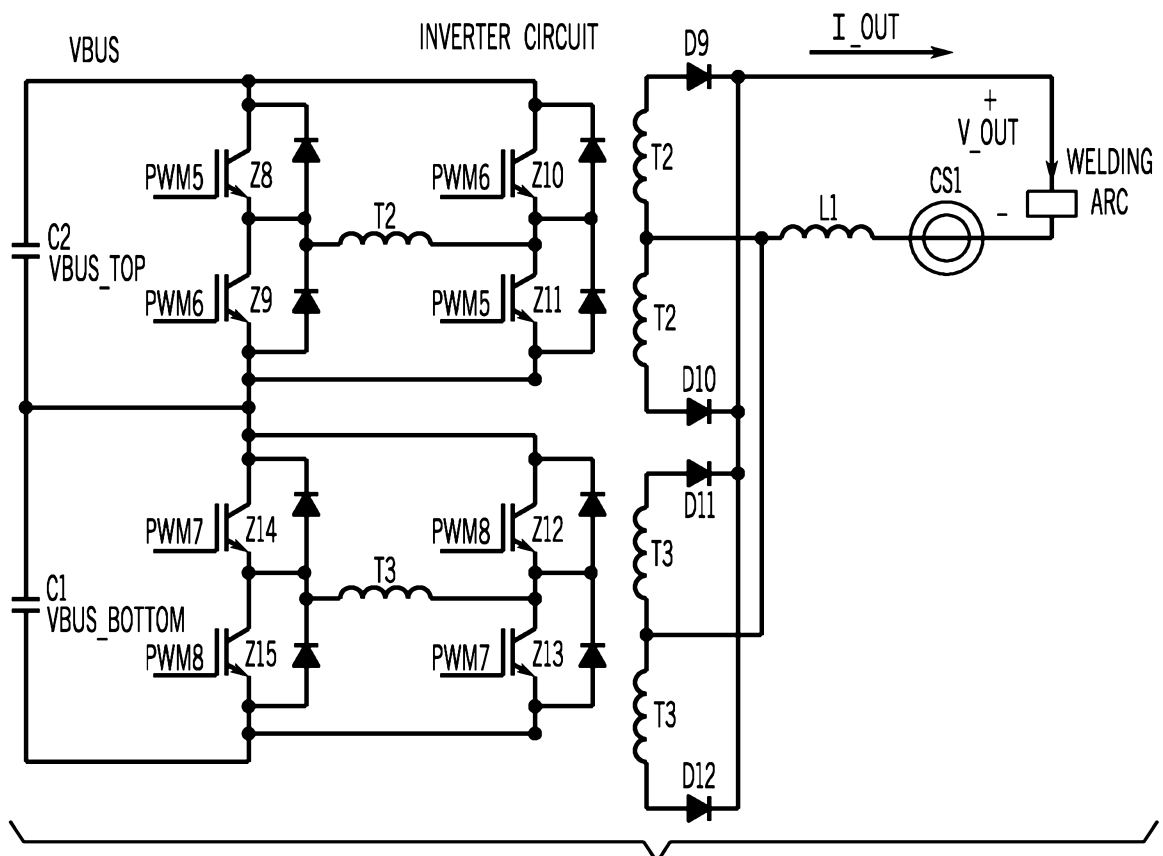 VBUS
INVERTER CIRCUIT
D9
I_OUT
+
V_OUT
PWM5
Z8
PWM6
Z10
T2
T2
WELDING
ARC
CS1
L1
-
C2
VBUS_TOP
PWM6
Z9
PWM5
Z11
T2
D10
D11
PWM7
Z14
PWM8
Z12
T3
T3
C1
VBUS_BOTTOM
PWM8
Z15
PWM7
Z13
T3
D12